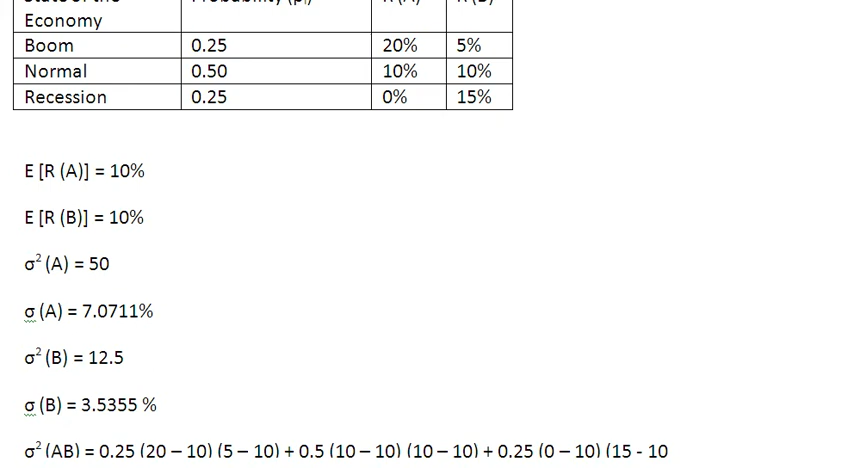 Economy
Boom 0.25 20% 5%
Normal 0.50 10% 10%
Recession 0.25 0% 15%
E [R (A)] = 10%
E [R (B)] = 10%
σ² (A) = 50
σ (A) = 7.0711%
σ² (B) = 12.5
σ (B) = 3.5355 %
σ² (AB) = 0.25 (20 – 10) (5 – 10) + 0.5 (10 – 10) (10 – 10) + 0.25 (0 – 10) (15 - 10